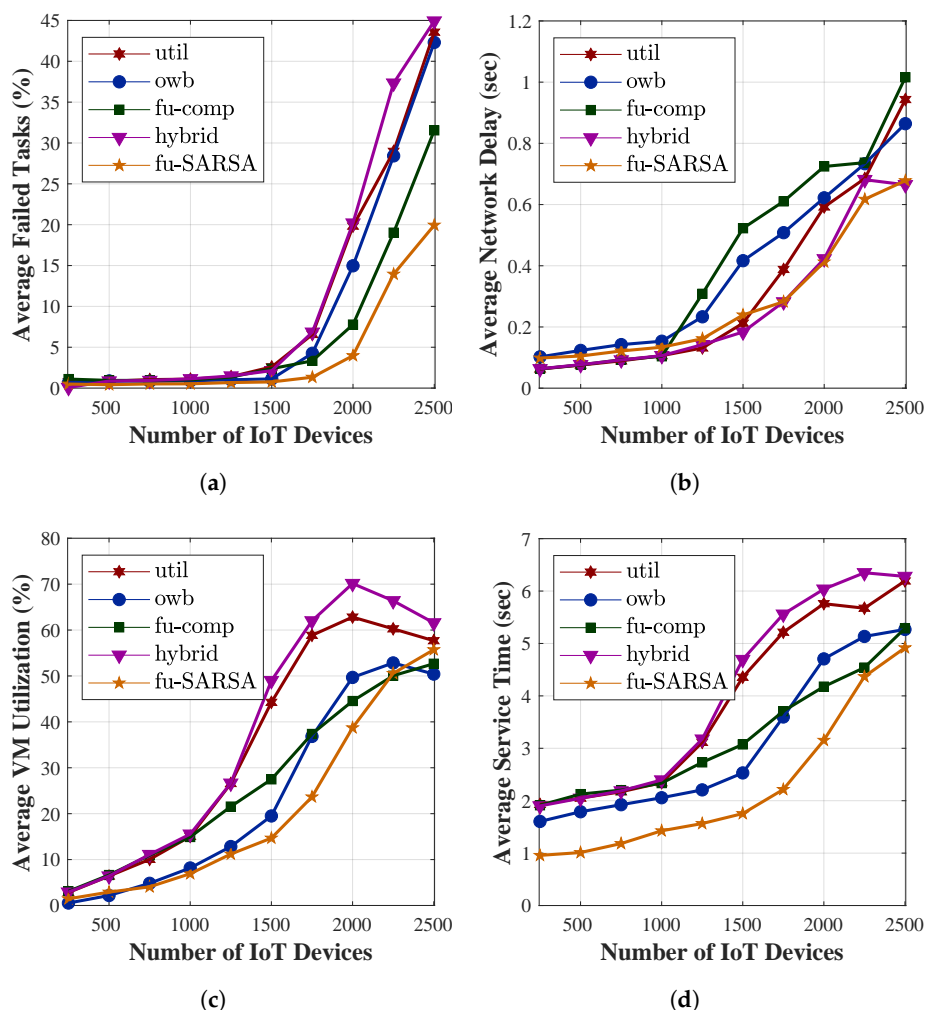 Average Failed Tasks (%)
45
40
35
30
25
20
15
10
5
0
util
owb
fu-comp
hybrid
fu-SARSA
500 1000 1500 2000 2500
Number of IoT Devices
(a)
Average Network Delay (sec)
1.2
1
0.8
0.6
0.4
0.2
0
util
owb
fu-comp
hybrid
fu-SARSA
500 1000 1500 2000 2500
Number of IoT Devices
(b)
Average VM Utilization (%)
80
70
60
50
40
30
20
10
0
util
owb
fu-comp
hybrid
fu-SARSA
500 1000 1500 2000 2500
Number of IoT Devices
(c)
Average Service Time (sec)
7
6
5
4
3
2
1
0
util
owb
fu-comp
hybrid
fu-SARSA
500 1000 1500 2000 2500
Number of IoT Devices
(d)